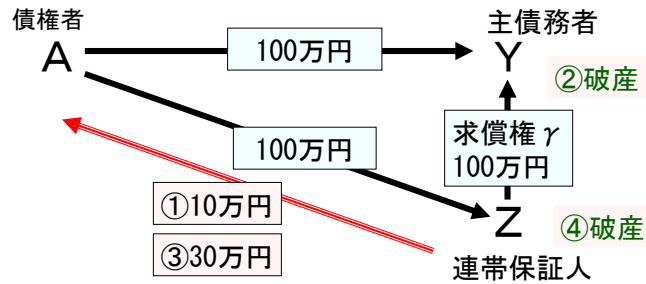 債権者
主債務者
A
100万円
Y
②破産
100万円
求償権γ
100万円
①10万円
Z
④破産
③30万円
連帯保証人